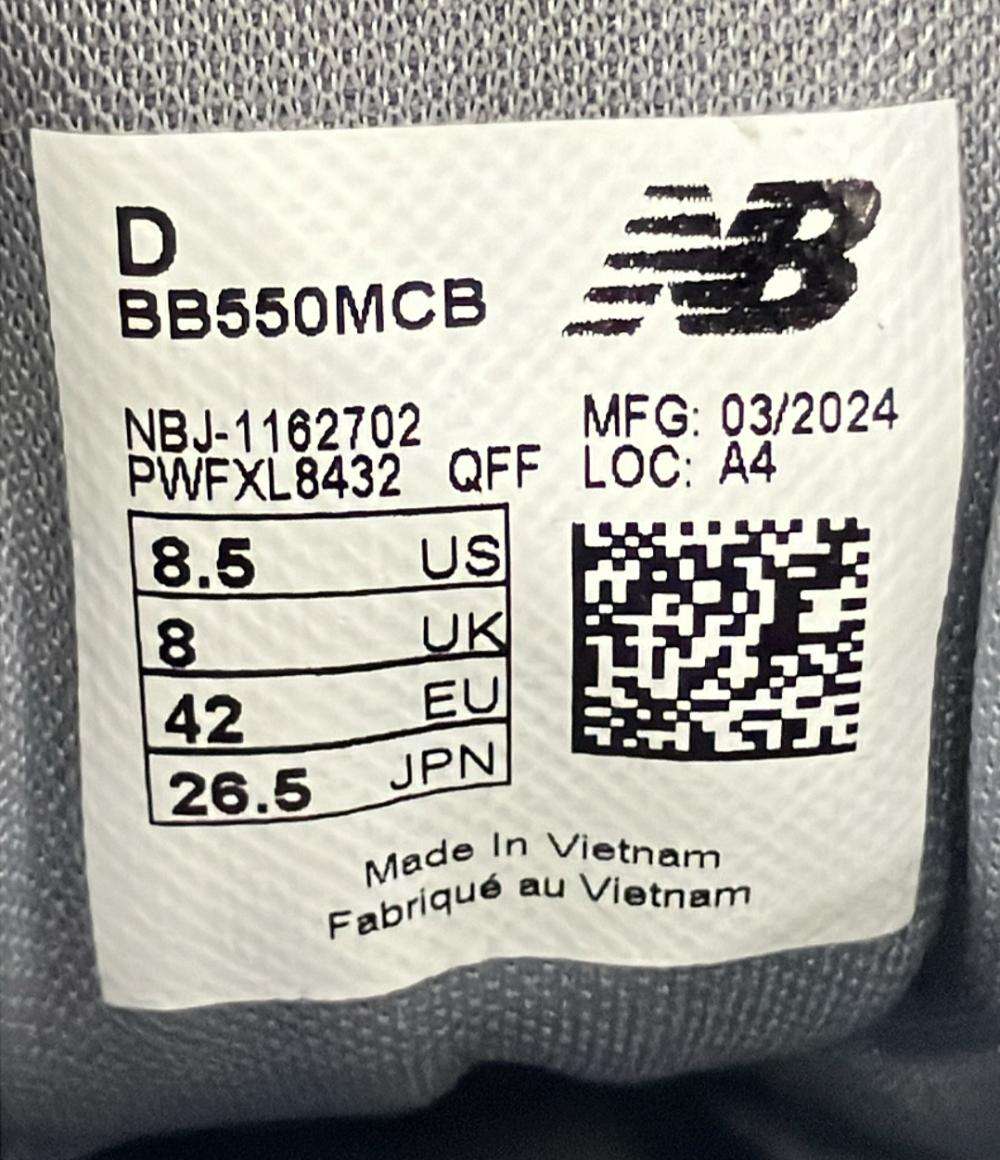 D
NB
BB550MCB
NBJ-1162702
PWFXL8432 QFF
MFG: 03/2024
LOC: A4
8.5 US
8 UK
42 EU
26.5 JPN
Made In Vietnam
Fabriqué au Vietnam